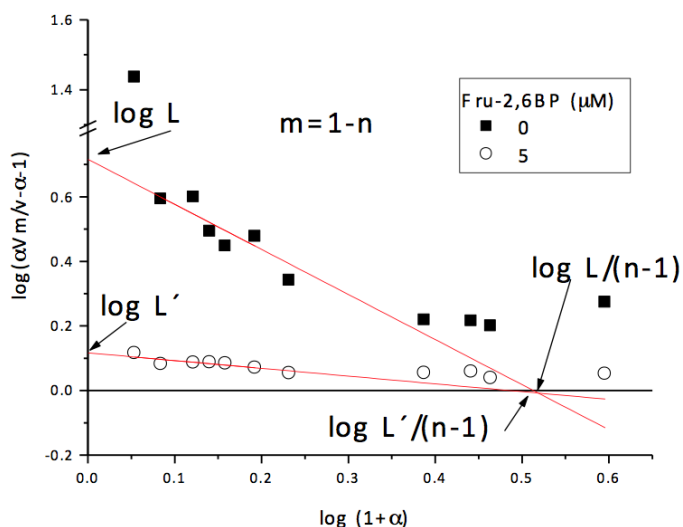 1.6
1.4
log L
m=1-n
Fru-2,6BP (μM)
0
5
log(αVm/v-α-1)
0.6
0.4
log L/(n-1)
log L´
0.2
0.0
log L´/(n-1)
-0.2
0.0 0.1 0.2 0.3 0.4 0.5 0.6
log (1+α)